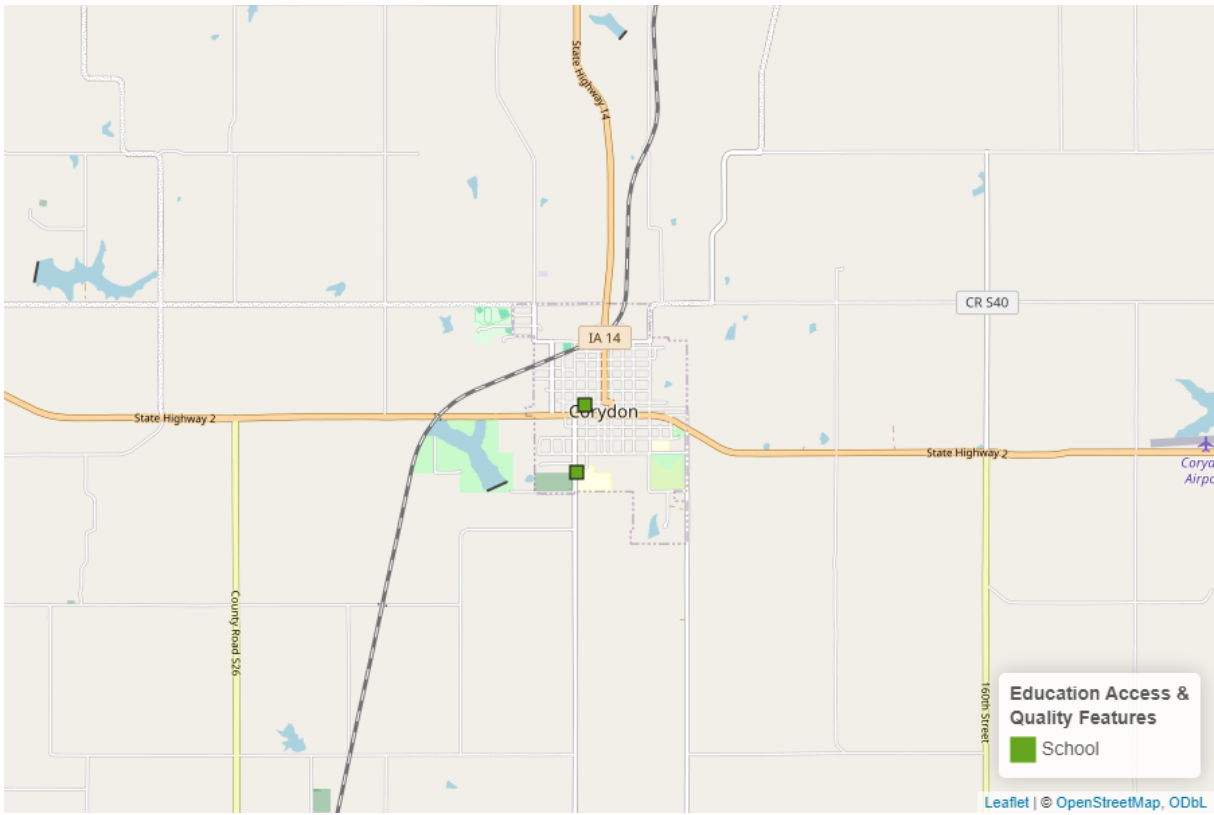 State Highway 14
CR S40
IA 14
Corydon
State Highway 2
State Highway 2
Airpo
County Road S26
160th Street
Education Access &
Quality Features
School
Leaflet | © OpenStreetMap, ODbL